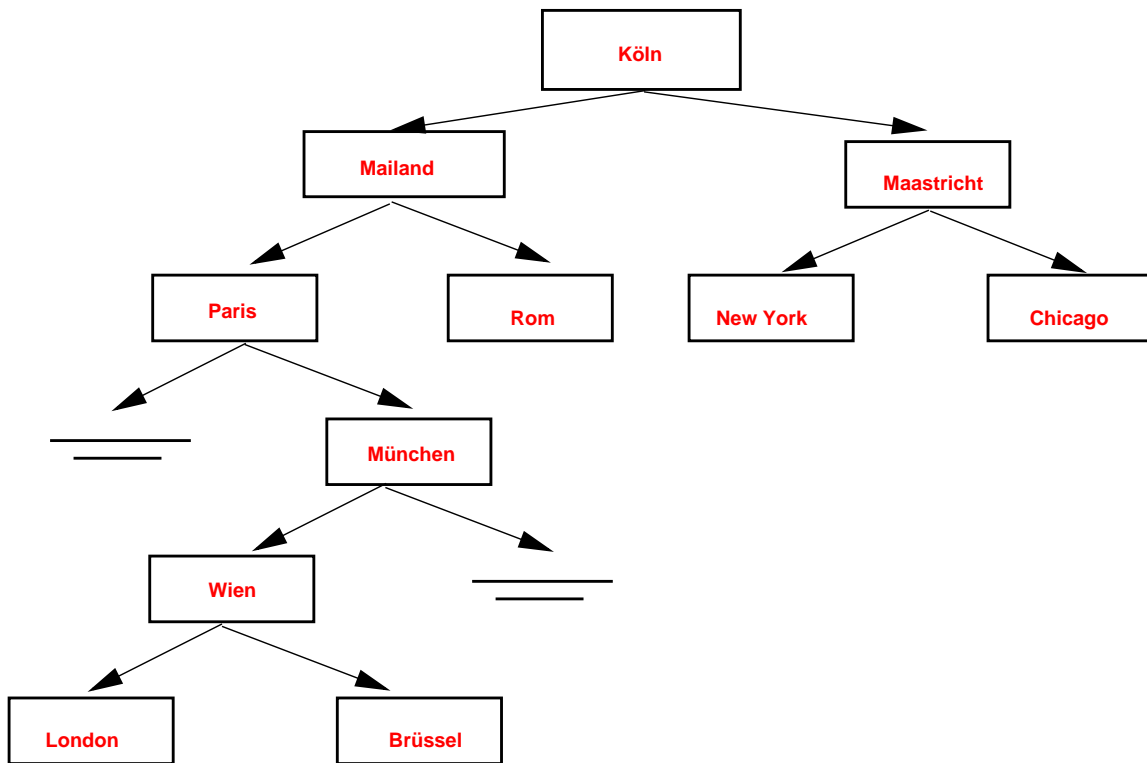 Köln
Mailand
Maastricht
Paris
Rom
New York
Chicago
München
Wien
London
Brüssel